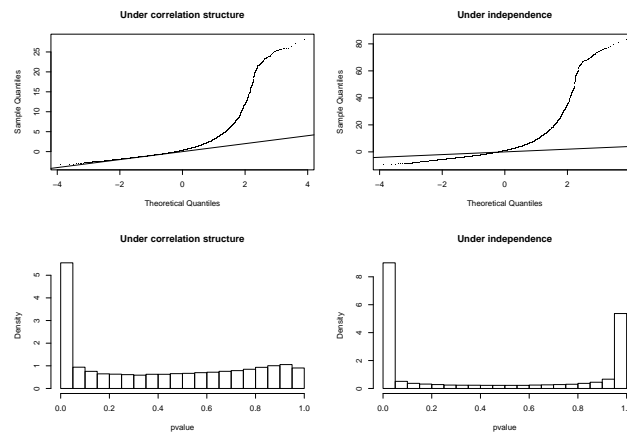 Under correlation structure
Sample Quantiles
0 5 15 20 25
−4 −2 0 2 4
Theoretical Quantiles
Under independence
Sample Quantiles
0 20 40 60 80
−4 −2 0 2
Theoretical Quantiles
Under correlation structure
Density
0 1 2 3 4 5
0.0 0.2 0.4 0.6 0.8 1.0
pvalue
Under independence
Density
0 2 4 6 8
0.0 0.2 0.4 0.6 0.8
pvalue